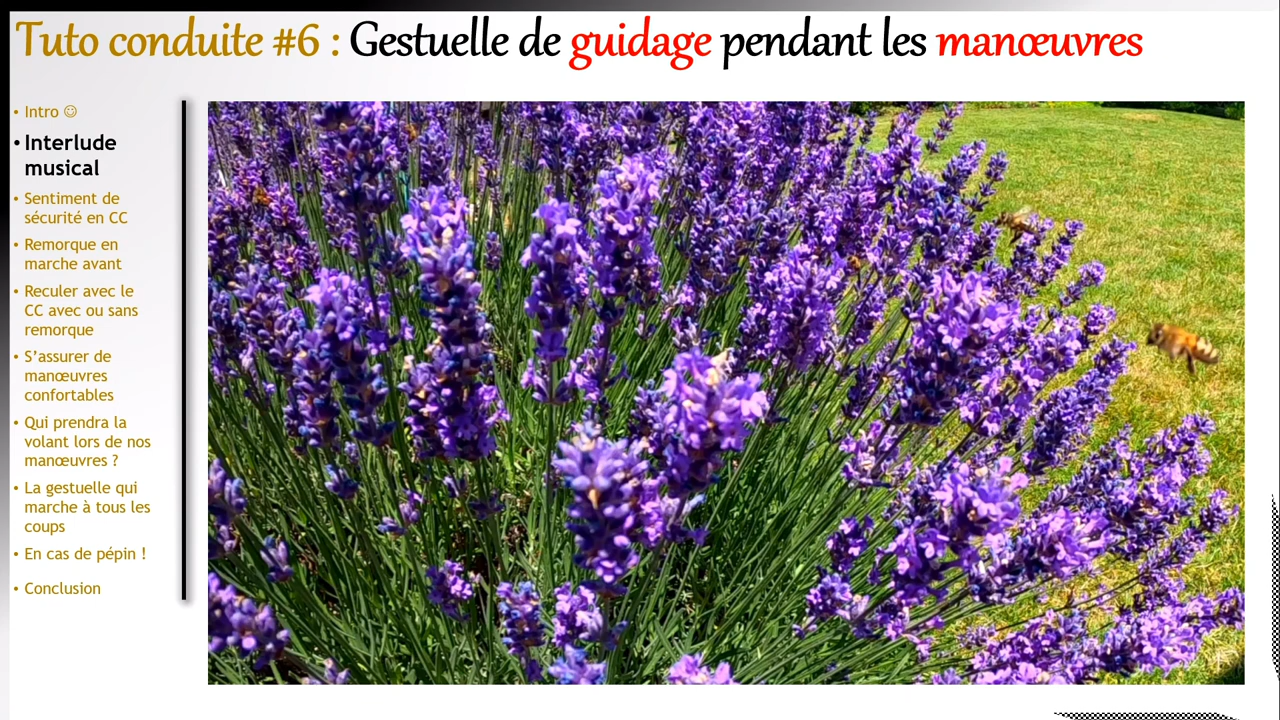 Tuto conduite #6 : Gestuelle de guidage pendant les manœuvres
• Intro ☺
• Interlude
musical
• Sentiment de
sécurité en CC
• Remorque en
marche avant
• Reculer avec le
CC avec ou sans
remorque
• S’assurer de
manœuvres
confortables
• Qui prendra la
volant lors de nos
manœuvres ?
• La gestuelle qui
marche à tous les
coups
• En cas de pépin !
• Conclusion